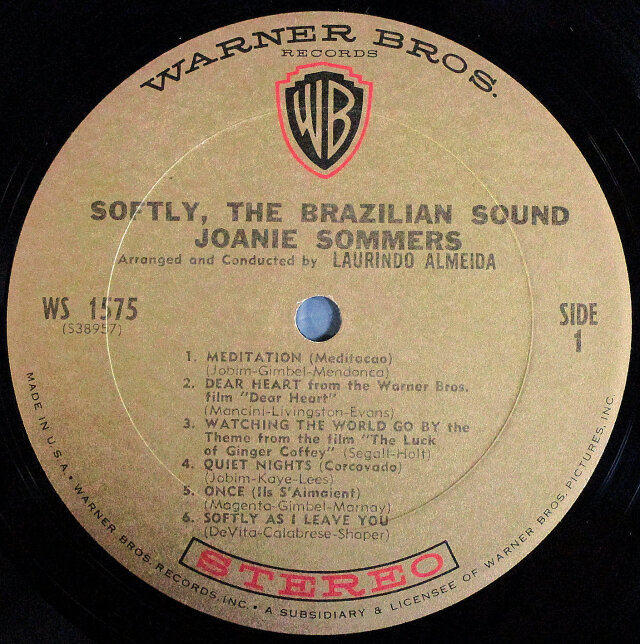 WARNER BROS.
RECORDS
WB
SOFTLY, THE BRAZILIAN SOUND
JOANIE SOMMERS
Arranged and Conducted by LAURINDO ALMEIDA
WS 1575
(S38957)
SIDE
1
1. MEDITATION (Meditacao)
(Jobim-Gimbel-Mendonca)
2. DEAR HEART from the Warner Bros.
film "Dear Heart"
(Mancini-Livingston-Evans)
3. WATCHING THE WORLD GO BY the
Theme from the film "The Luck
of Ginger Coffey" (Segall-Holt)
4. QUIET NIGHTS (Corcovado)
(Jobim-Kaye-Lees)
5. ONCE (Ils S'Aimaient)
(Magenta-Gimbel-Marnay)
6. SOFTLY AS I LEAVE YOU
(DeVita-Calabrese-Shaper)
STEREO
MADE IN U.S.A. • WARNER BROS. RECORDS, INC. • A SUBSIDIARY & LICENSEE OF WARNER BROS. PICTURES, INC.